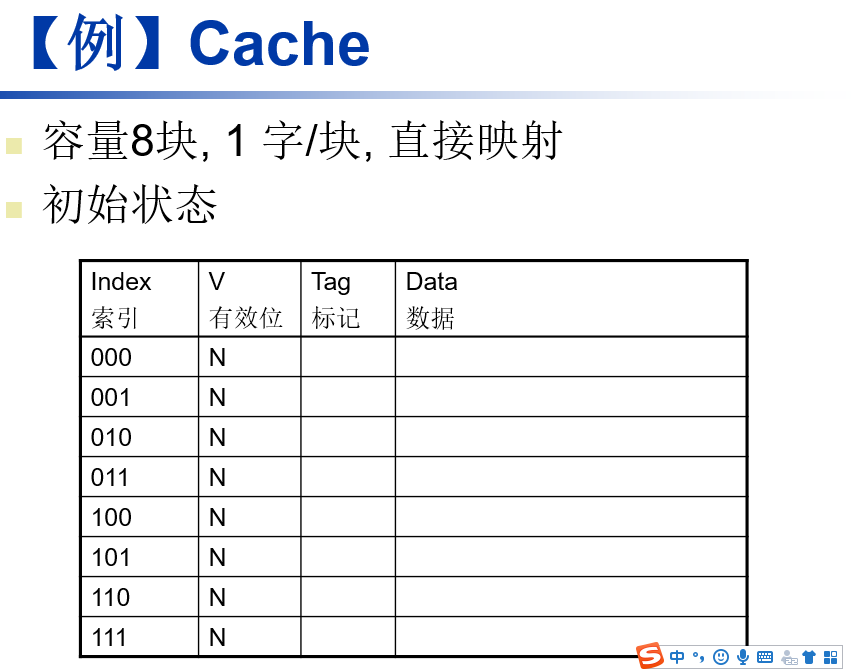 【例】Cache
容量8块, 1 字/块, 直接映射
初始状态
Index 索引 V 有效位 Tag 标记 Data 数据
000 N
001 N
010 N
011 N
100 N
101 N
110 N
111 N
中